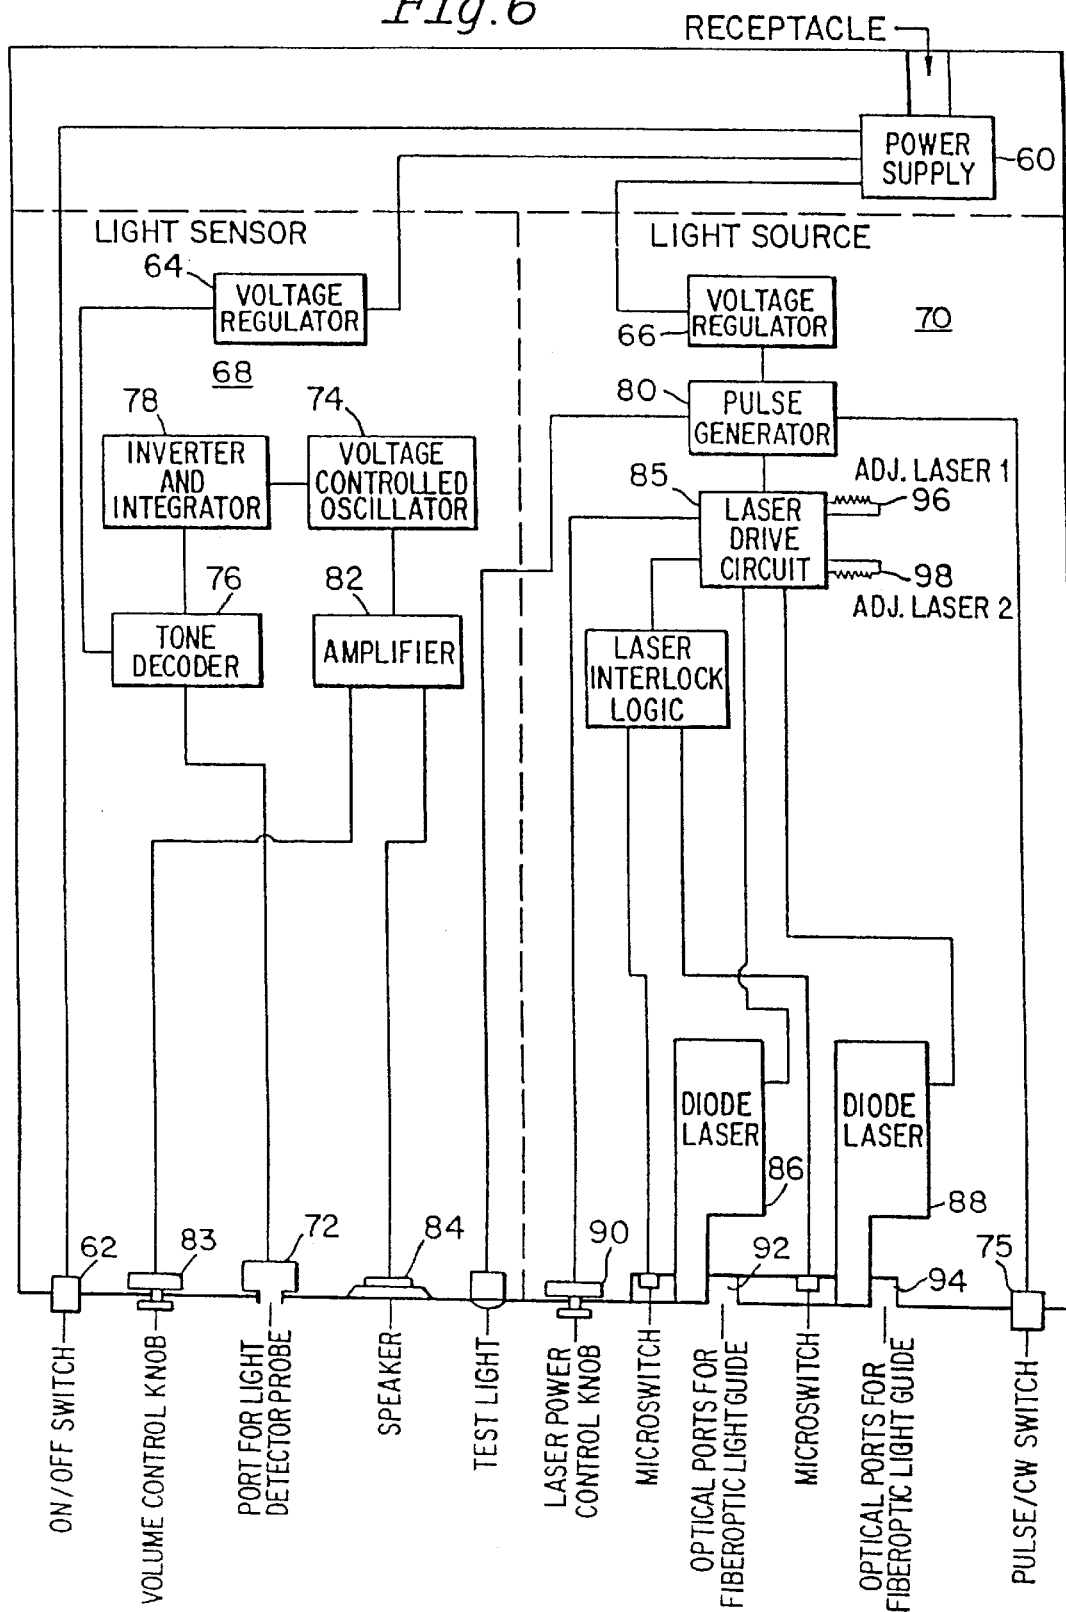 Fig. 6
RECEPTACLE
POWER
SUPPLY
60
LIGHT SENSOR
LIGHT SOURCE
64
VOLTAGE
REGULATOR
VOLTAGE
REGULATOR
66
70
68
80
PULSE
GENERATOR
78
74
INVERTER
AND
INTEGRATOR
VOLTAGE
CONTROLLED
OSCILLATOR
85
ADJ. LASER 1
96
LASER
DRIVE
CIRCUIT
98
ADJ. LASER 2
76
82
TONE
DECODER
AMPLIFIER
LASER
INTERLOCK
LOGIC
DIODE
LASER
DIODE
LASER
86
88
62
83
72
84
90
92
94
75
ON/OFF SWITCH
VOLUME CONTROL KNOB
PORT FOR LIGHT
DETECTOR PROBE
SPEAKER
TEST LIGHT
LASER POWER
CONTROL KNOB
MICROSWITCH
OPTICAL PORTS FOR
FIBEROPTIC LIGHT GUIDE
MICROSWITCH
OPTICAL PORTS FOR
FIBEROPTIC LIGHT GUIDE
PULSE/CW SWITCH